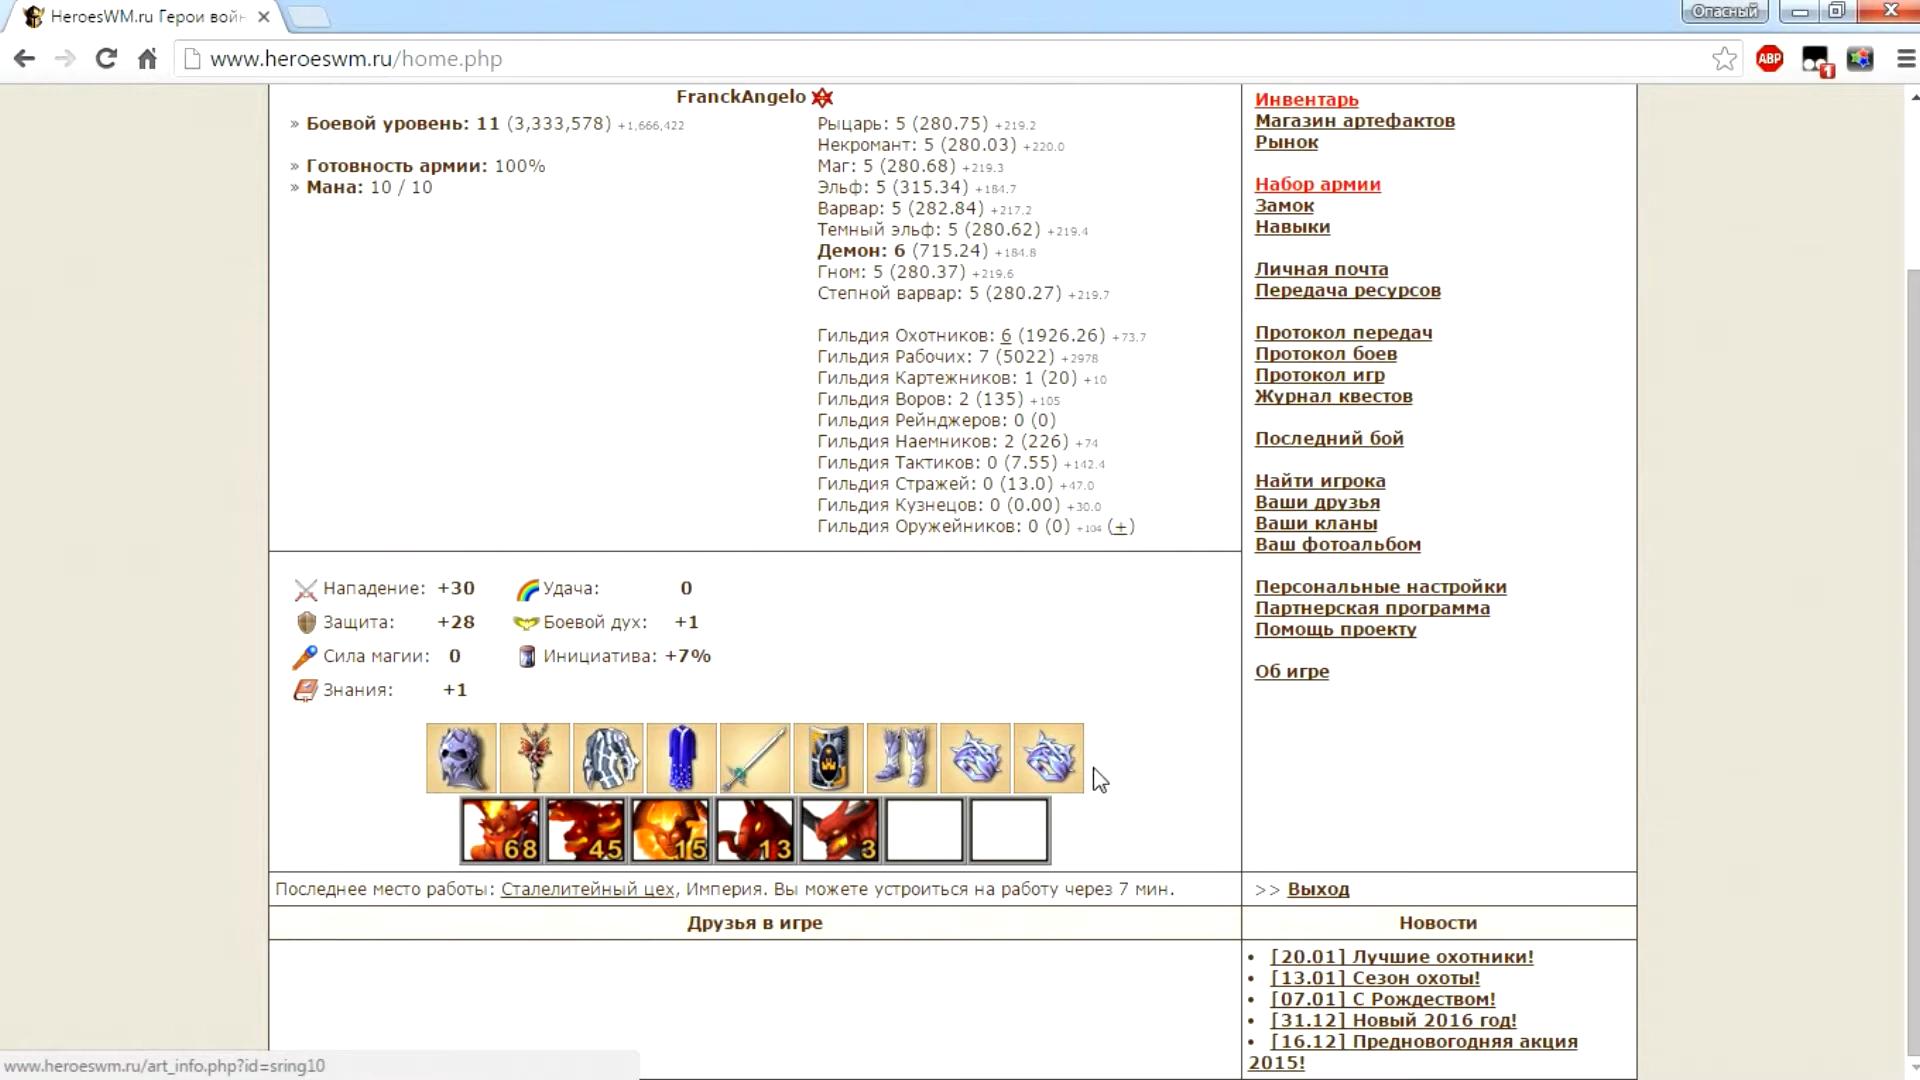 HeroesWM.ru Герои войн
Опасный
www.heroeswm.ru/home.php
ABP
1
FranckAngelo
» Боевой уровень: 11 (3,333,578) +1,666,422
» Готовность армии: 100%
» Мана: 10 / 10
Рыцарь: 5 (280.75) +219.2
Некромант: 5 (280.03) +220.0
Маг: 5 (280.68) +219.3
Эльф: 5 (315.34) +184.7
Варвар: 5 (282.84) +217.2
Темный эльф: 5 (280.62) +219.4
Демон: 6 (715.24) +184.8
Гном: 5 (280.37) +219.6
Степной варвар: 5 (280.27) +219.7
Гильдия Охотников: 6 (1926.26) +73.7
Гильдия Рабочих: 7 (5022) +2978
Гильдия Картежников: 1 (20) +10
Гильдия Воров: 2 (135) +105
Гильдия Рейнджеров: 0 (0)
Гильдия Наемников: 2 (226) +74
Гильдия Тактиков: 0 (7.55) +142.4
Гильдия Стражей: 0 (13.0) +47.0
Гильдия Кузнецов: 0 (0.00) +30.0
Гильдия Оружейников: 0 (0) +104 (+)
Нападение: +30 Удача: 0
Защита: +28 Боевой дух: +1
Сила магии: 0 Инициатива: +7%
Знания: +1
68 45 15 13 3
Последнее место работы: Сталелитейный цех, Империя. Вы можете устроиться на работу через 7 мин.
Друзья в игре
Инвентарь
Магазин артефактов
Рынок
Набор армии
Замок
Навыки
Личная почта
Передача ресурсов
Протокол передач
Протокол боев
Протокол игр
Журнал квестов
Последний бой
Найти игрока
Ваши друзья
Ваши кланы
Ваш фотоальбом
Персональные настройки
Партнерская программа
Помощь проекту
Об игре
>> Выход
Новости
• [20.01] Лучшие охотники!
• [13.01] Сезон охоты!
• [07.01] С Рождеством!
• [31.12] Новый 2016 год!
• [16.12] Предновогодняя акция
2015!
www.heroeswm.ru/art_info.php?id=sring10